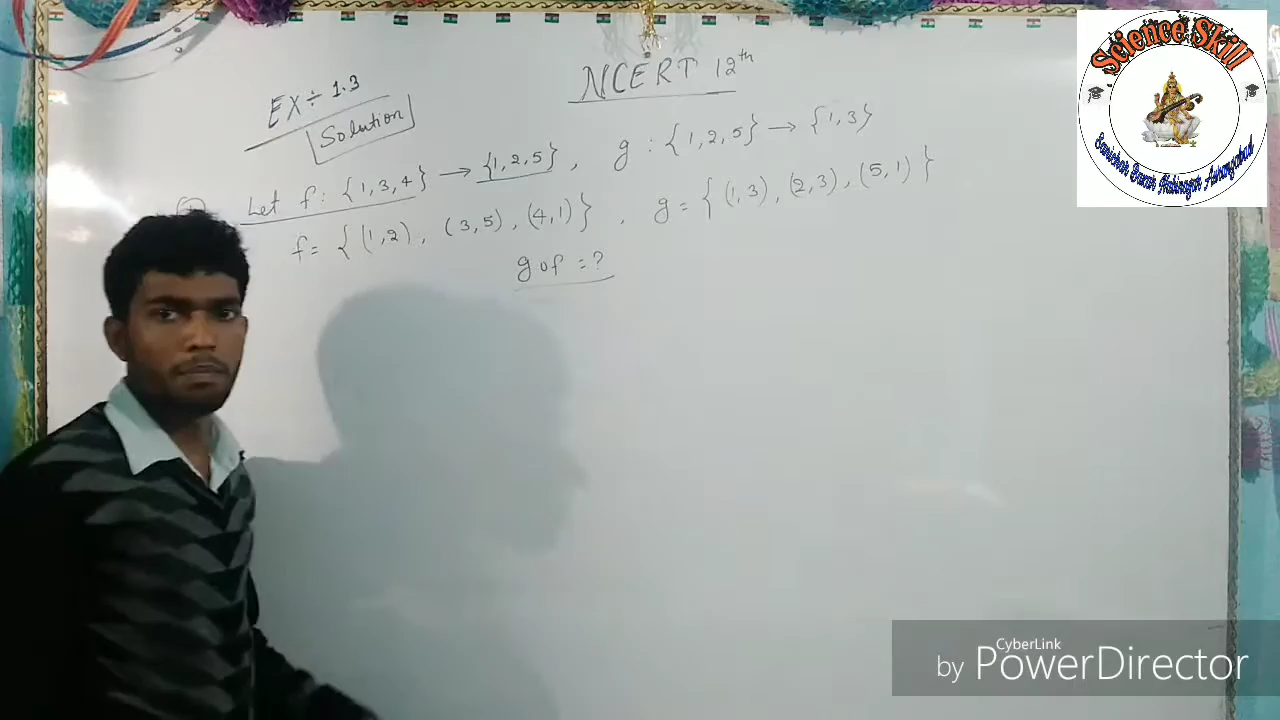 NCERT 12th
EX÷ 1.3
Solution
Let f : {1,3,4} → {1,2,5} , g : {1,2,5} → {1,3}
f = { (1,2) , (3,5) , (4,1) } , g = { (1,3) , (2,3) , (5,1) }
gof = ?
Science Skill
CyberLink
by PowerDirector